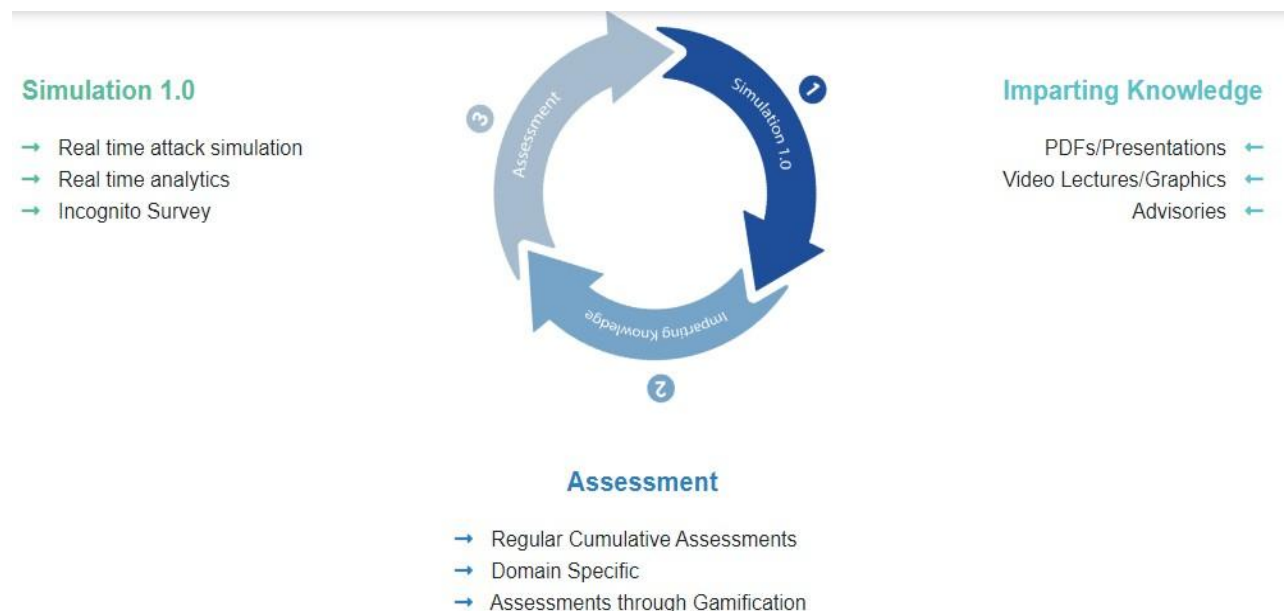 Simulation 1.0
Real time attack simulation
Real time analytics
Incognito Survey
1
Simulation 1.0
2
Imparting Knowledge
3
Assessment
Imparting Knowledge
PDFs/Presentations
Video Lectures/Graphics
Advisories
Assessment
Regular Cumulative Assessments
Domain Specific
Assessments through Gamification